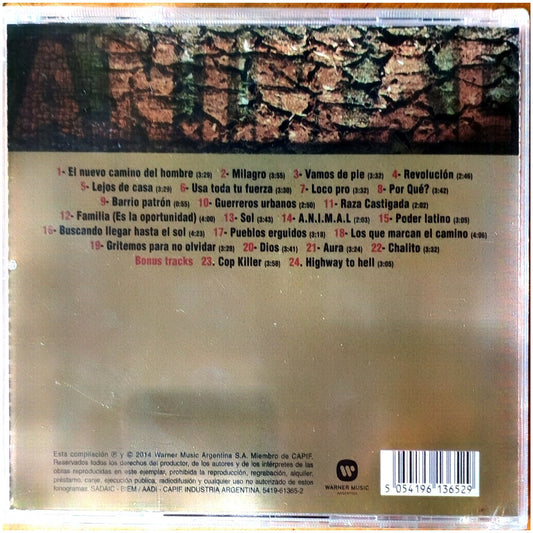 1- El nuevo camino del hombre (3:29) 2- Milagro (3:55) 3- Vamos de pie (3:32) 4- Revolución (2:46)
5- Lejos de casa (3:29) 6- Usa toda tu fuerza (3:30) 7- Loco pro (3:32) 8- Por Qué? (3:42)
9- Barrio patrón (0:55) 10- Guerreros urbanos (2:50) 11- Raza Castigada (2:00)
12- Familia (Es la oportunidad) (4:00) 13- Sol (3:43) 14- A.N.I.M.A.L (2:02) 15- Poder latino (3:09)
16- Buscando llegar hasta el sol (4:23) 17- Pueblos erguidos (3:19) 18- Los que marcan el camino (4:06)
19- Gritemos para no olvidar (3:28) 20- Dios (3:41) 21- Aura (3:24) 22- Chalito (3:32)
Bonus tracks 23. Cop Killer (3:58) 24. Highway to hell (3:05)
Esta compilación ℗ y © 2014 Warner Music Argentina S.A. Miembro de CAPIF.
Reservados todos los derechos del productor, de los autores y de los intérpretes de las
obras reproducidas en este ejemplar, prohibida la reproducción, regrabación, alquiler,
préstamo, canje, ejecución pública, radiodifusión y cualquier uso no autorizado de estos
fonogramas. SADAIC - BIEM / AADI - CAPIF. INDUSTRIA ARGENTINA. 5419-61365-2
WARNER MUSIC
ARGENTINA
5 054196 136529